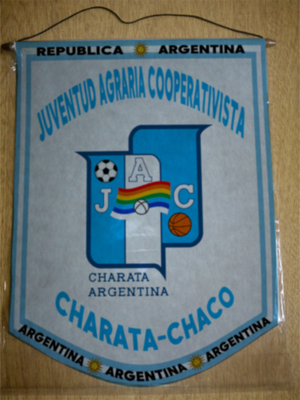 REPUBLICA ARGENTINA
JUVENTUD AGRARIA COOPERATIVISTA
A
J C
CHARATA
ARGENTINA
CHARATA-CHACO
ARGENTINA ARGENTINA ARGENTINA